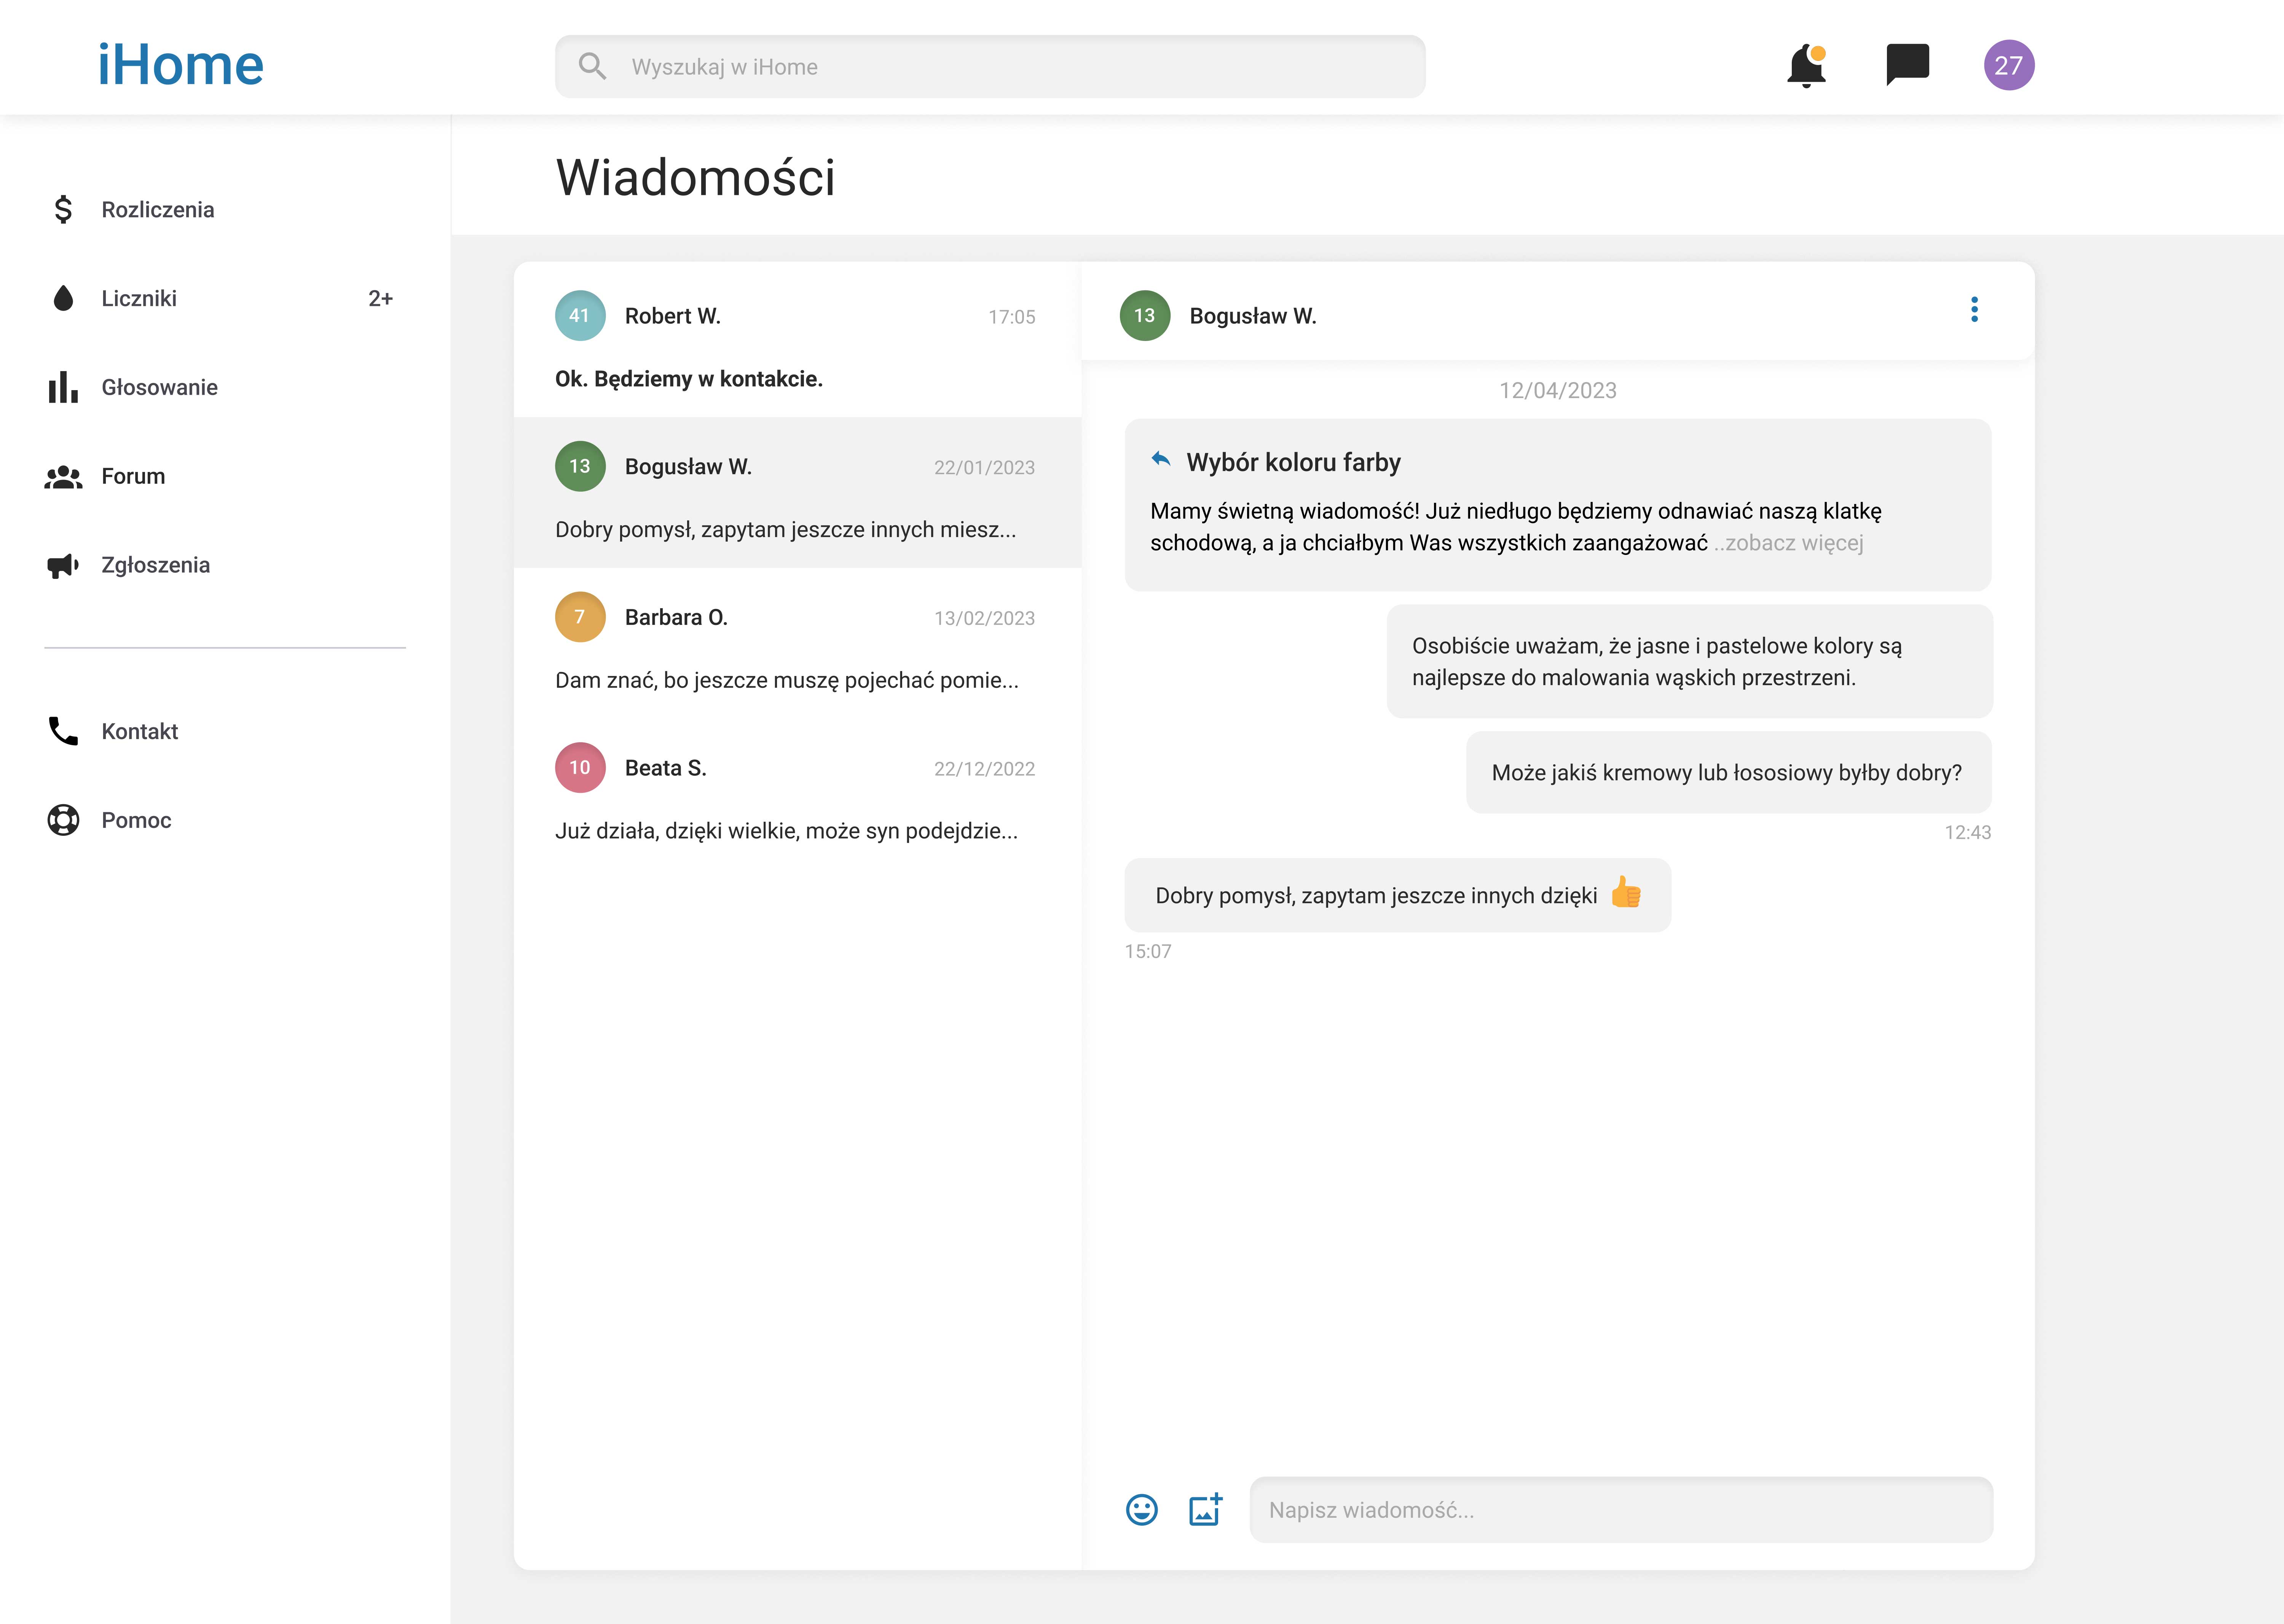 iHome
Wyszukaj w iHome
27
Wiadomości
Rozliczenia
Liczniki 2+
Głosowanie
Forum
Zgłoszenia
Kontakt
Pomoc
41 Robert W. 17:05
Ok. Będziemy w kontakcie.
13 Bogusław W. 22/01/2023
Dobry pomysł, zapytam jeszcze innych miesz...
7 Barbara O. 13/02/2023
Dam znać, bo jeszcze muszę pojechać pomie...
10 Beata S. 22/12/2022
Już działa, dzięki wielkie, może syn podejdzie...
13 Bogusław W.
12/04/2023
Wybór koloru farby
Mamy świetną wiadomość! Już niedługo będziemy odnawiać naszą klatkę
schodową, a ja chciałbym Was wszystkich zaangażować ..zobacz więcej
Osobiście uważam, że jasne i pastelowe kolory są
najlepsze do malowania wąskich przestrzeni.
Może jakiś kremowy lub łososiowy byłby dobry?
12:43
Dobry pomysł, zapytam jeszcze innych dzięki 👍
15:07
Napisz wiadomość...